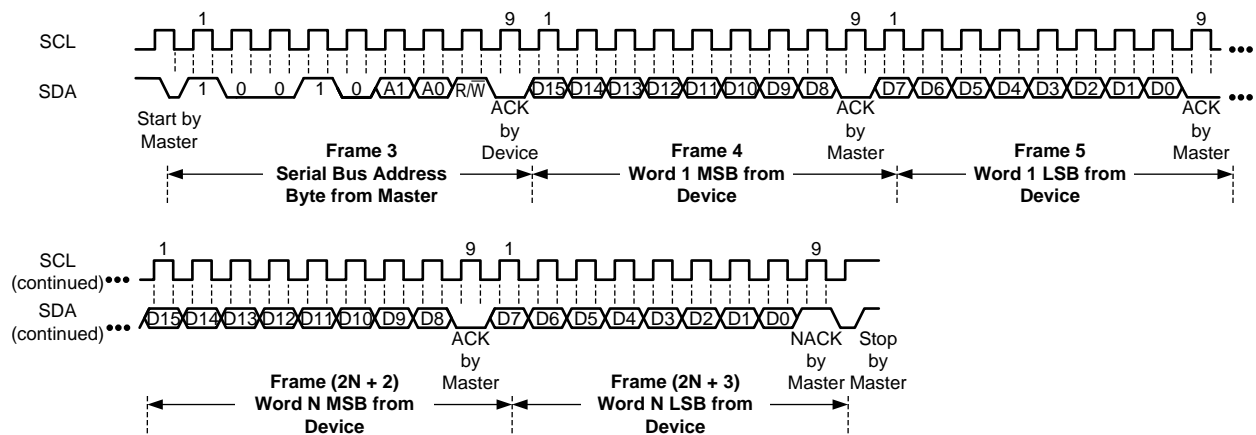 1 9 1 9 1 9
SCL
SDA
1 0 0 1 0 A1 A0 R/W̅ D15 D14 D13 D12 D11 D10 D9 D8 D7 D6 D5 D4 D3 D2 D1 D0
Start by
Master
ACK
by
Device
ACK
by
Master
ACK
by
Master
Frame 3
Serial Bus Address
Byte from Master
Frame 4
Word 1 MSB from
Device
Frame 5
Word 1 LSB from
Device
1 9 1 9
SCL
(continued)
SDA
(continued)
D15 D14 D13 D12 D11 D10 D9 D8 D7 D6 D5 D4 D3 D2 D1 D0
ACK
by
Master
NACK
by
Master
Stop
by
Master
Frame (2N + 2)
Word N MSB from
Device
Frame (2N + 3)
Word N LSB from
Device